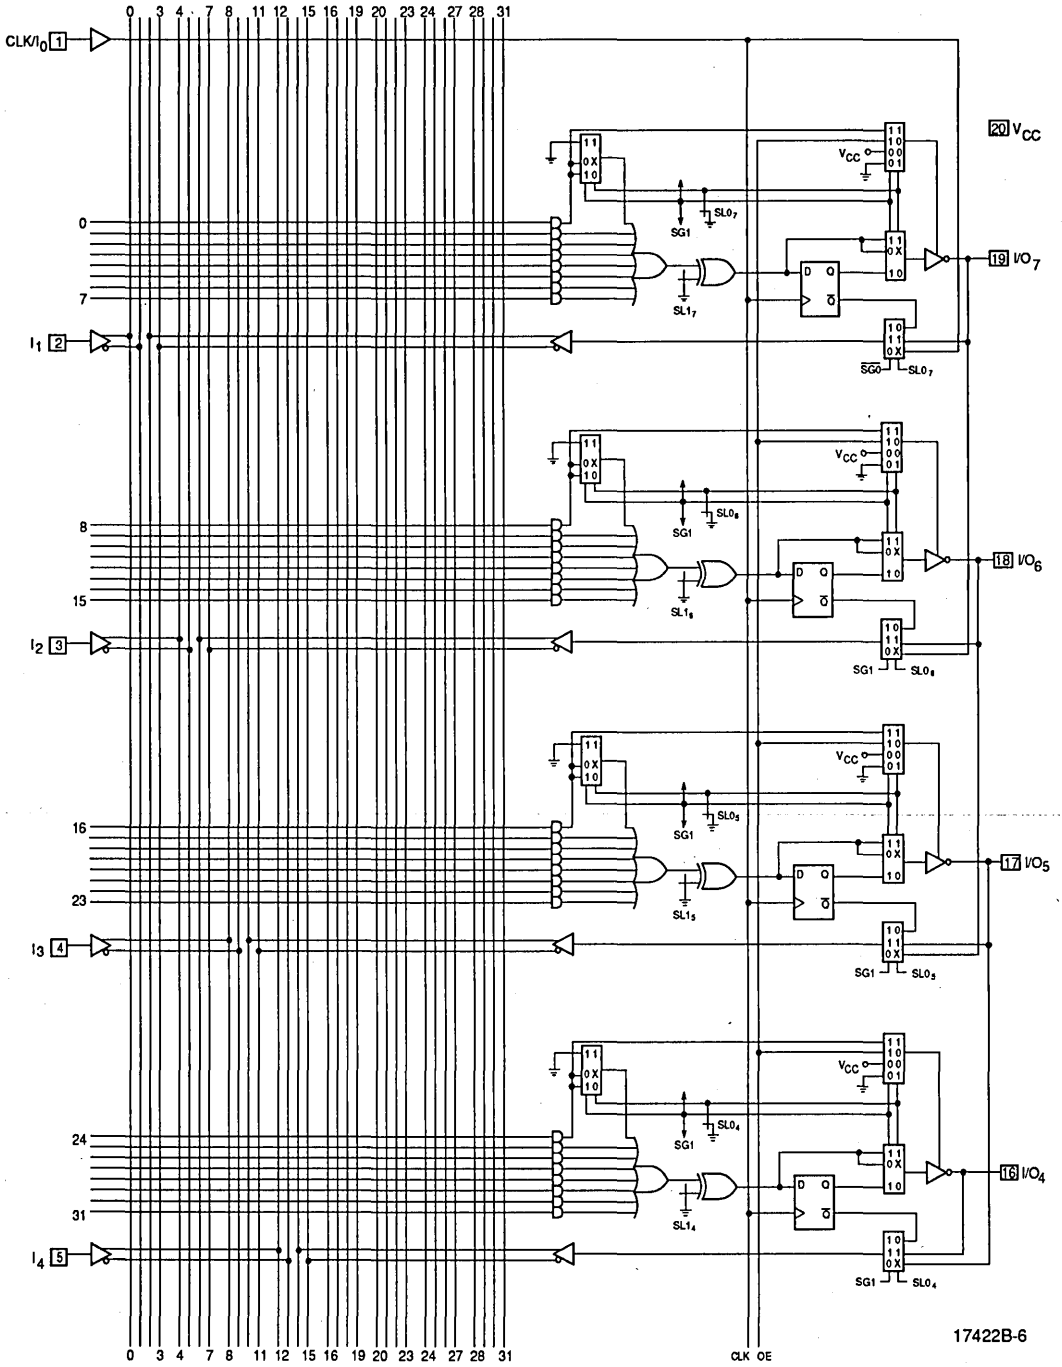 0 3 4 7 8 11 12 15 16 19 20 23 24 27 28 31
CLK/I0 1
20 VCC
11
10
VCC 00
01
11
0X
10
SL07
SG1
0
7
11
0X
10
19 I/O7
SL17
D Q
Q̅
I1 2
10
11
0X
S̅G̅0̅ SL07
11
10
VCC 00
01
11
0X
10
SL06
SG1
8
15
11
0X
10
18 I/O6
SL16
D Q
Q̅
I2 3
10
11
0X
SG1 SL06
11
10
VCC 00
01
11
0X
10
SL05
SG1
16
23
11
0X
10
17 I/O5
SL15
D Q
Q̅
I3 4
10
11
0X
SG1 SL05
11
10
VCC 00
01
11
0X
10
SL04
SG1
24
31
11
0X
10
16 I/O4
SL14
D Q
Q̅
I4 5
10
11
0X
SG1 SL04
17422B-6
0 3 4 7 8 11 12 15 16 19 20 23 24 27 28 31 CLK OE